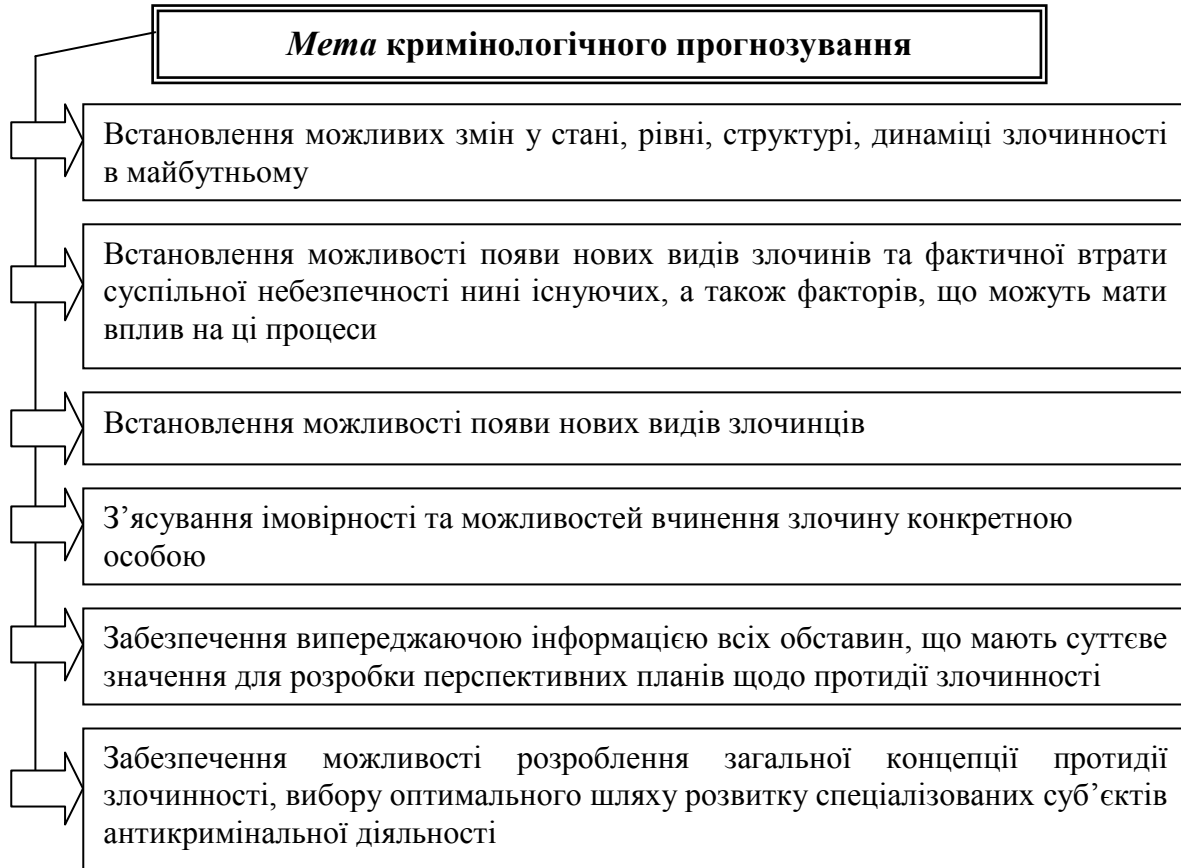 Мета кримінологічного прогнозування
Встановлення можливих змін у стані, рівні, структурі, динаміці злочинності
в майбутньому
Встановлення можливості появи нових видів злочинів та фактичної втрати
суспільної небезпечності нині існуючих, а також факторів, що можуть мати
вплив на ці процеси
Встановлення можливості появи нових видів злочинців
З’ясування імовірності та можливостей вчинення злочину конкретною
особою
Забезпечення випереджаючою інформацією всіх обставин, що мають суттєве
значення для розробки перспективних планів щодо протидії злочинності
Забезпечення можливості розроблення загальної концепції протидії
злочинності, вибору оптимального шляху розвитку спеціалізованих суб’єктів
антикримінальної діяльності